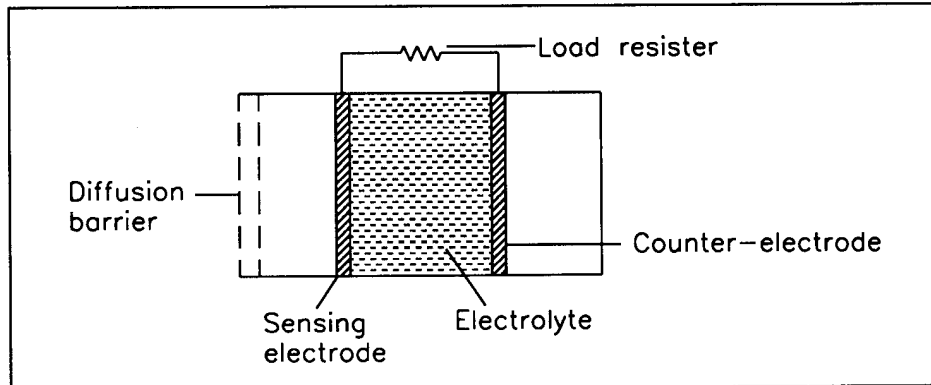 Load resister
Diffusion
barrier
Counter-electrode
Sensing
electrode
Electrolyte